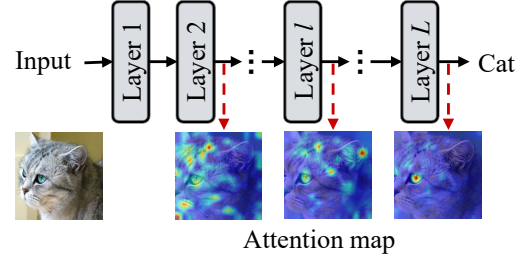 Input
Layer 1
Layer 2
Layer l
Layer L
Cat
Attention map